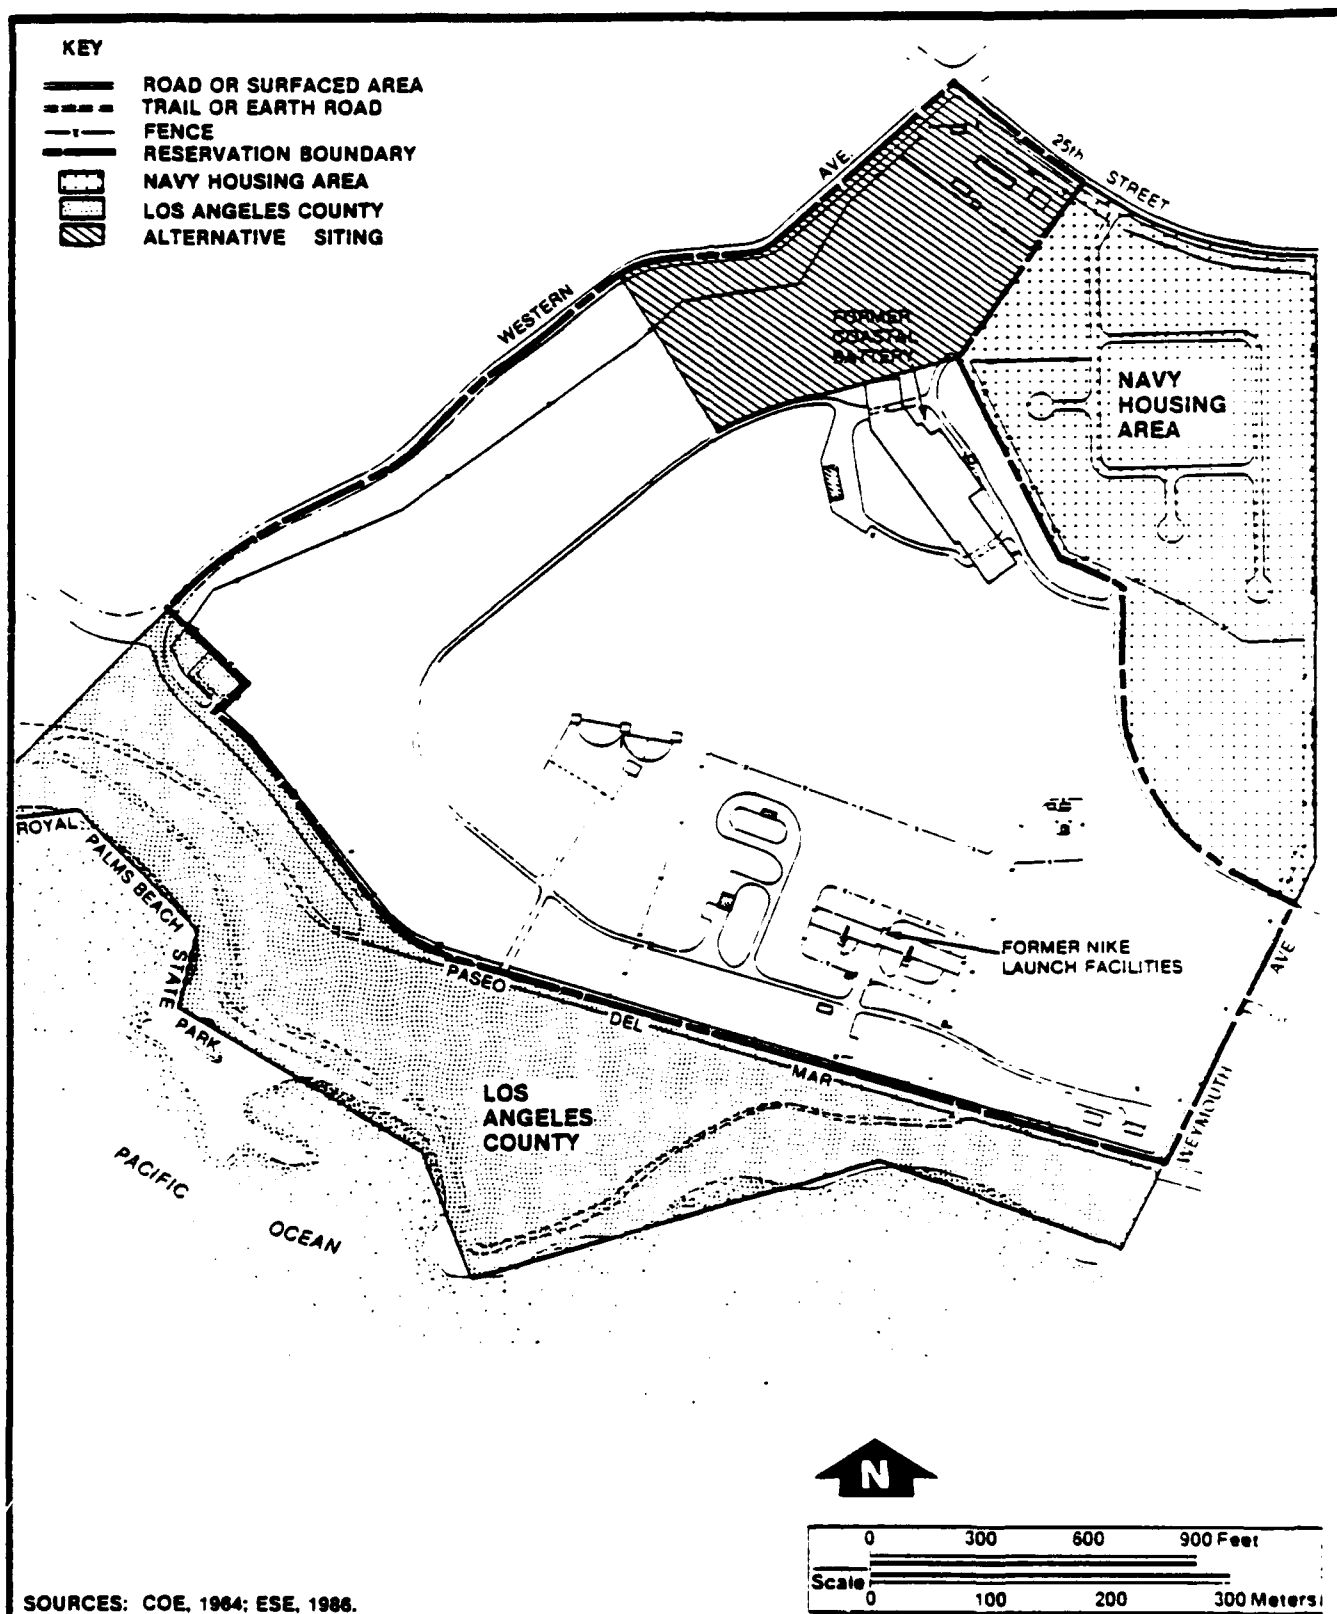 KEY
ROAD OR SURFACED AREA
TRAIL OR EARTH ROAD
FENCE
RESERVATION BOUNDARY
NAVY HOUSING AREA
LOS ANGELES COUNTY
ALTERNATIVE SITING
WESTERN
AVE.
25th
STREET
FORMER
COASTAL
BATTERY
NAVY
HOUSING
AREA
ROYAL
PALMS BEACH
STATE
PARK
PASEO
DEL
MAR
FORMER NIKE
LAUNCH FACILITIES
WEYMOUTH
AVE
LOS
ANGELES
COUNTY
PACIFIC
OCEAN
N
0 300 600 900 Feet
Scale
0 100 200 300 Meters
SOURCES: COE, 1964; ESE, 1986.